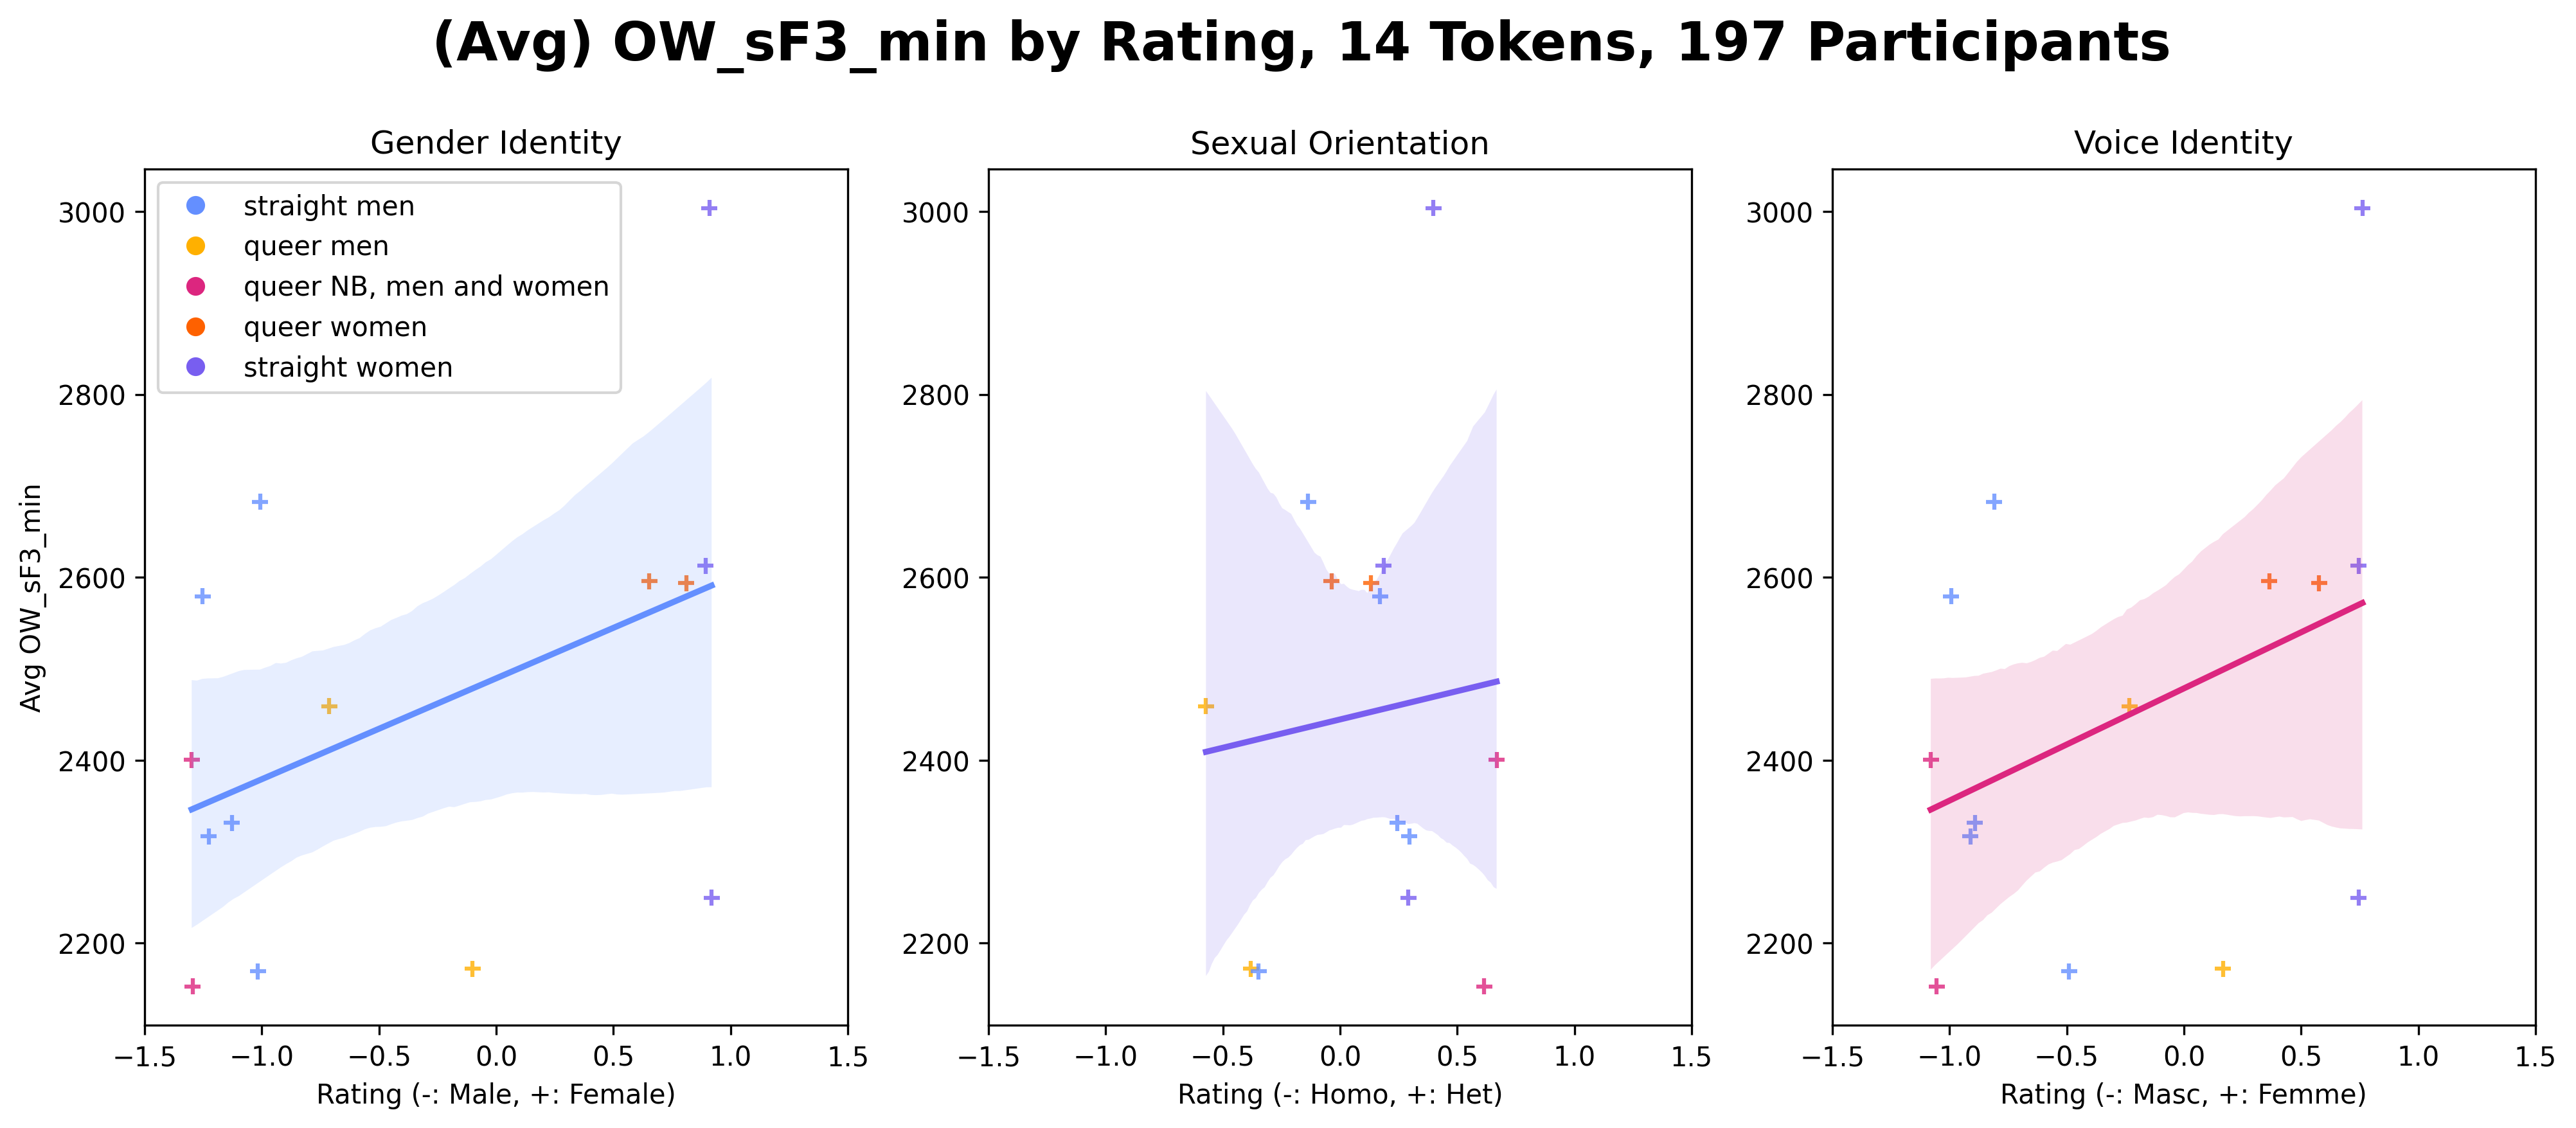 (Avg) OW_sF3_min by Rating, 14 Tokens, 197 Participants
Gender Identity
straight men
queer men
queer NB, men and women
queer women
straight women
3000
2800
2600
2400
2200
Avg OW_sF3_min
−1.5 −1.0 −0.5 0.0 0.5 1.0 1.5
Rating (-: Male, +: Female)
Sexual Orientation
3000
2800
2600
2400
2200
−1.5 −1.0 −0.5 0.0 0.5 1.0 1.5
Rating (-: Homo, +: Het)
Voice Identity
3000
2800
2600
2400
2200
−1.5 −1.0 −0.5 0.0 0.5 1.0 1.5
Rating (-: Masc, +: Femme)